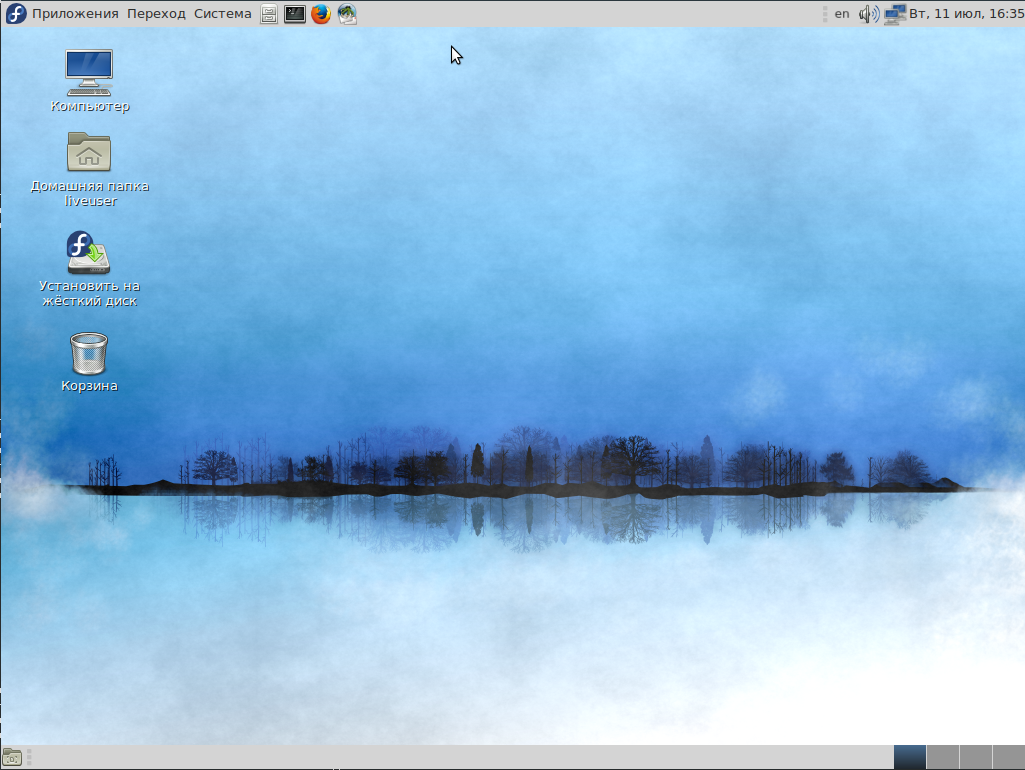 Приложения Переход Система en Вт, 11 июл, 16:35
Компьютер
Домашняя папка
liveuser
Установить на
жёсткий диск
Корзина